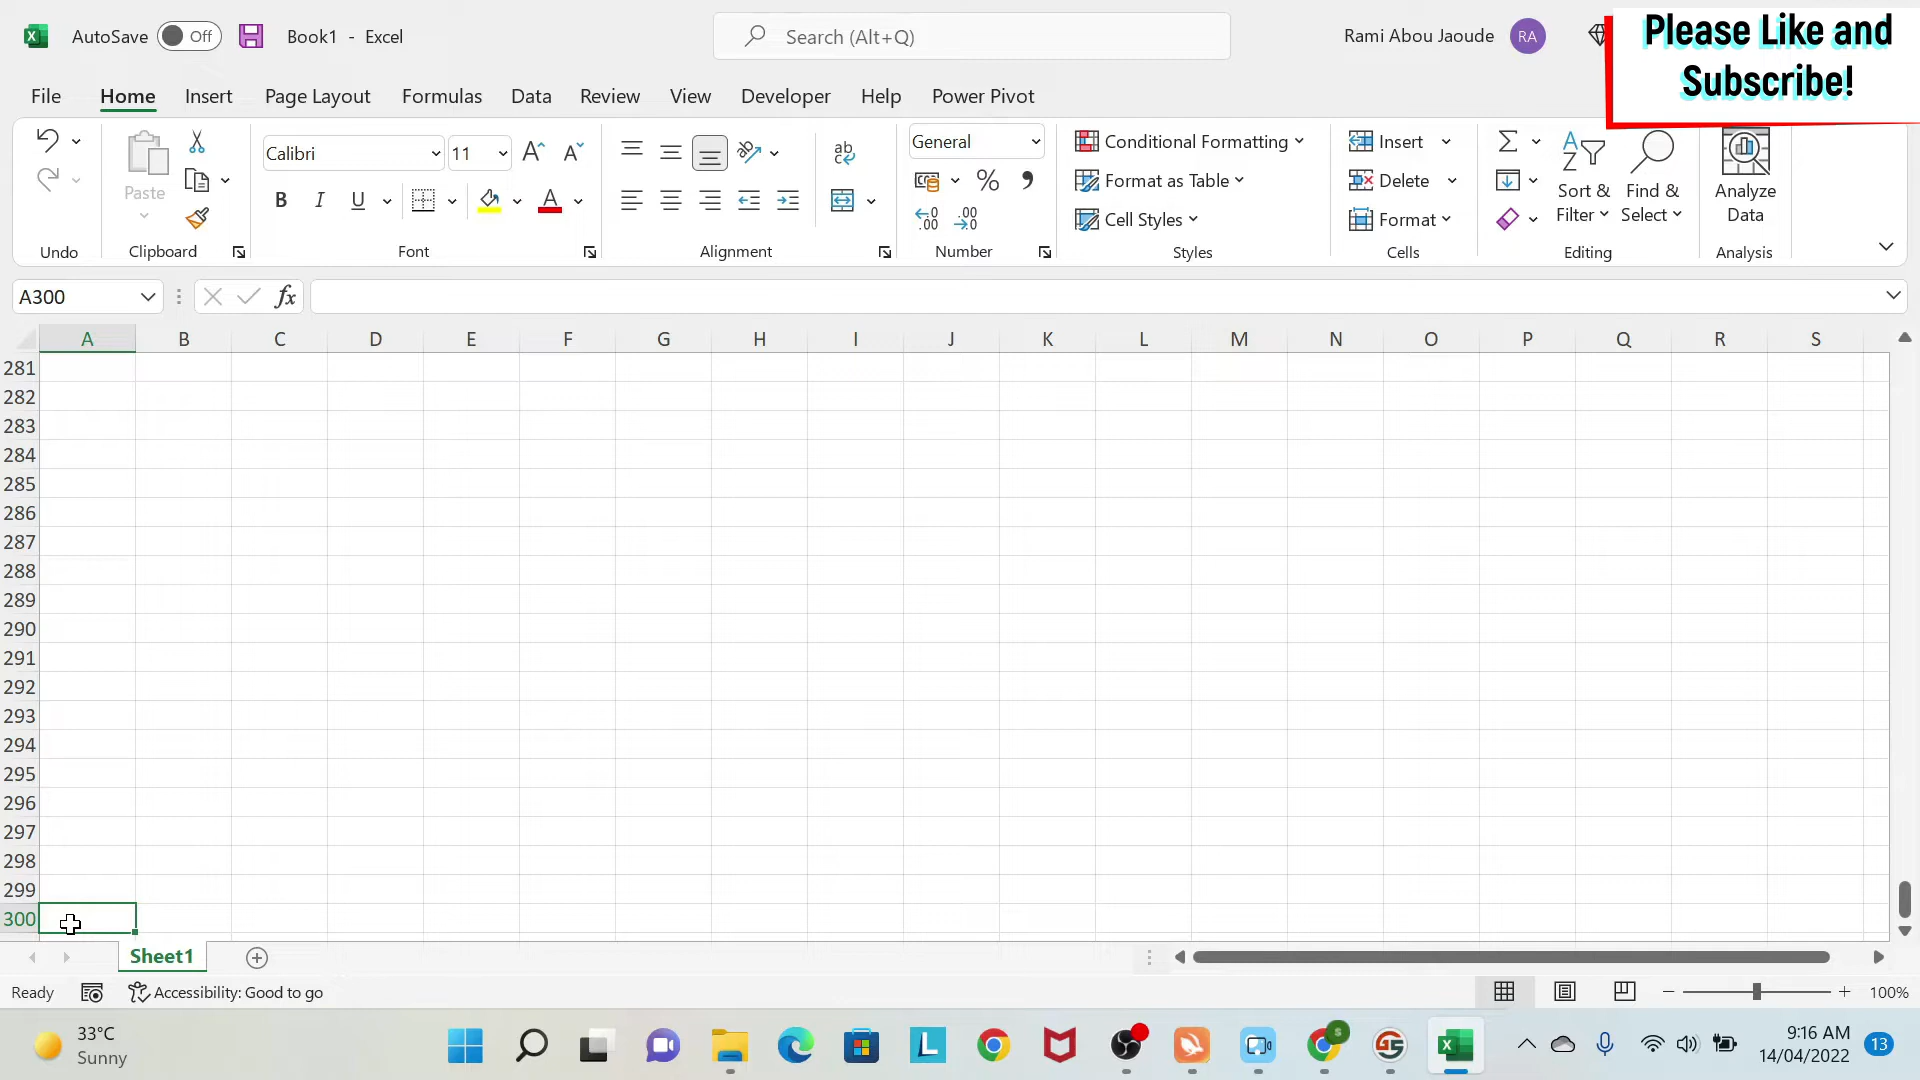 AutoSave Off Book1 - Excel Search (Alt+Q) Rami Abou Jaoude RA
Please Like and
Subscribe!
File Home Insert Page Layout Formulas Data Review View Developer Help Power Pivot
Undo
Paste
Clipboard
Calibri 11
B I U A
Font
ab
Alignment
General
% ,
Number
Conditional Formatting
Format as Table
Cell Styles
Styles
Insert
Delete
Format
Cells
Sort &
Filter
Find &
Select
Editing
Analyze
Data
Analysis
A300 fx
A B C D E F G H I J K L M N O P Q R S
281
282
283
284
285
286
287
288
289
290
291
292
293
294
295
296
297
298
299
300
Sheet1
Ready Accessibility: Good to go 100%
33°C
Sunny
9:16 AM
14/04/2022
13